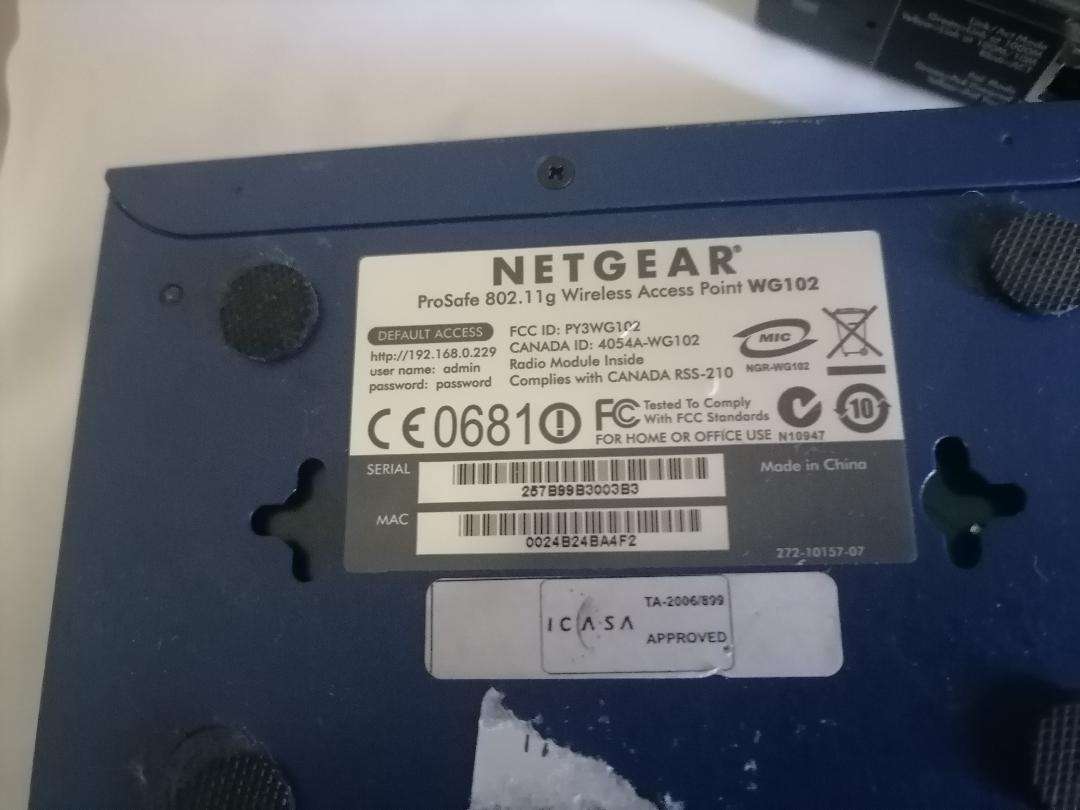 NETGEAR®
ProSafe 802.11g Wireless Access Point WG102
DEFAULT ACCESS
http://192.168.0.229
user name: admin
password: password
FCC ID: PY3WG102
CANADA ID: 4054A-WG102
Radio Module Inside
Complies with CANADA RSS-210
MIC
NGR-WG102
CE0681
FC Tested To Comply
With FCC Standards
FOR HOME OR OFFICE USE
N10947
10
SERIAL
257B99B3003B3
Made in China
MAC
0024B24BA4F2
272-10157-07
ICASA
TA-2006/899
APPROVED